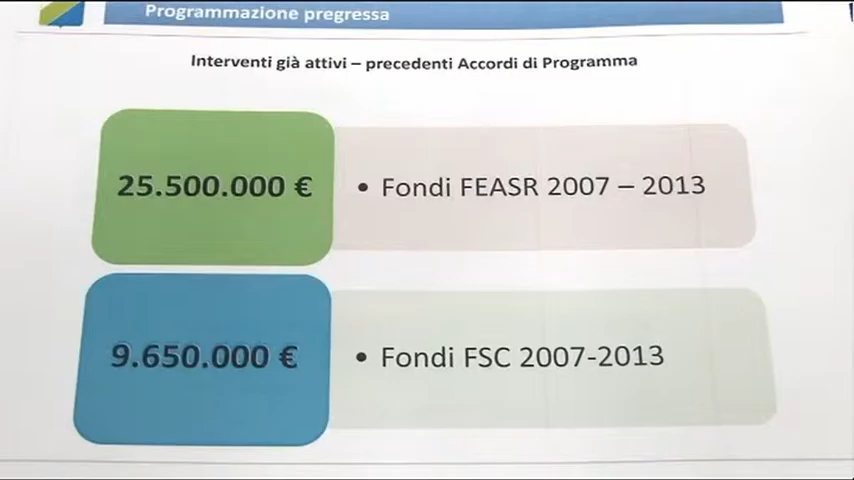 Programmazione pregressa
Interventi già attivi – precedenti Accordi di Programma
25.500.000 €
• Fondi FEASR 2007 – 2013
9.650.000 €
• Fondi FSC 2007-2013